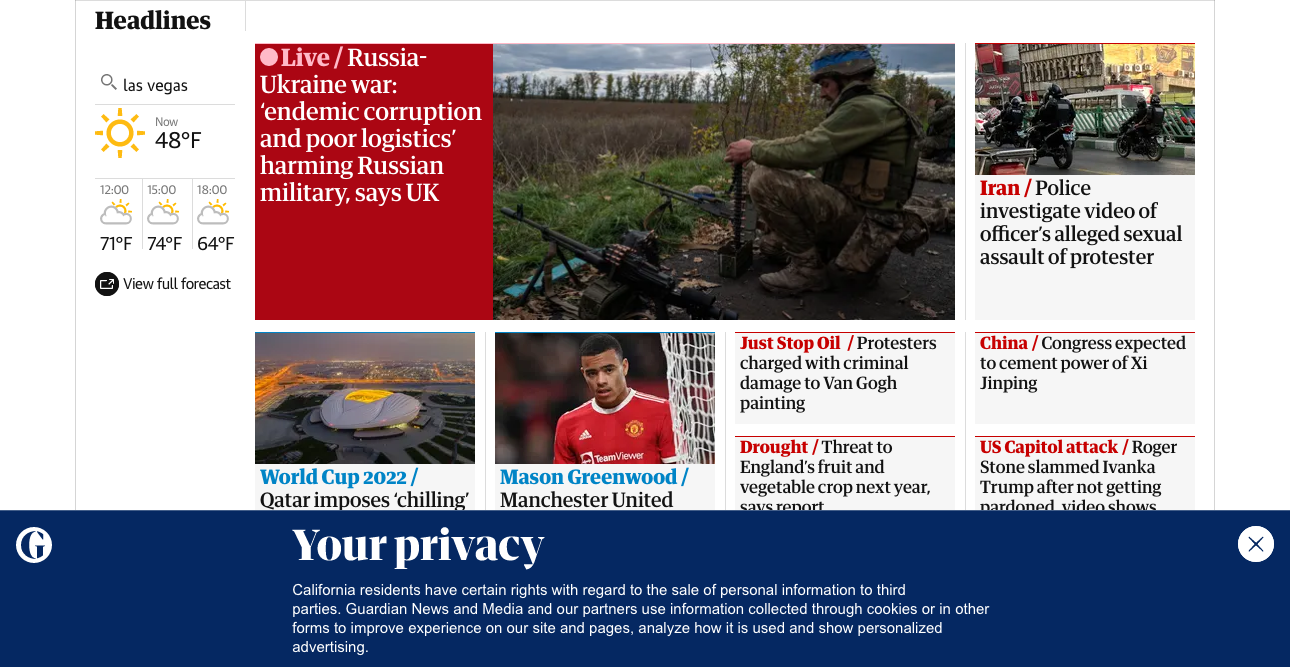 Headlines
las vegas
Now
48°F
12:00 15:00 18:00
71°F 74°F 64°F
View full forecast
Live / Russia-
Ukraine war:
‘endemic corruption
and poor logistics’
harming Russian
military, says UK
Iran / Police
investigate video of
officer’s alleged sexual
assault of protester
TeamViewer
World Cup 2022 /
Qatar imposes ‘chilling’
Mason Greenwood /
Manchester United
Just Stop Oil / Protesters
charged with criminal
damage to Van Gogh
painting
China / Congress expected
to cement power of Xi
Jinping
Drought / Threat to
England’s fruit and
vegetable crop next year,
says report
US Capitol attack / Roger
Stone slammed Ivanka
Trump after not getting
pardoned, video shows
G
Your privacy
California residents have certain rights with regard to the sale of personal information to third
parties. Guardian News and Media and our partners use information collected through cookies or in other
forms to improve experience on our site and pages, analyze how it is used and show personalized
advertising.